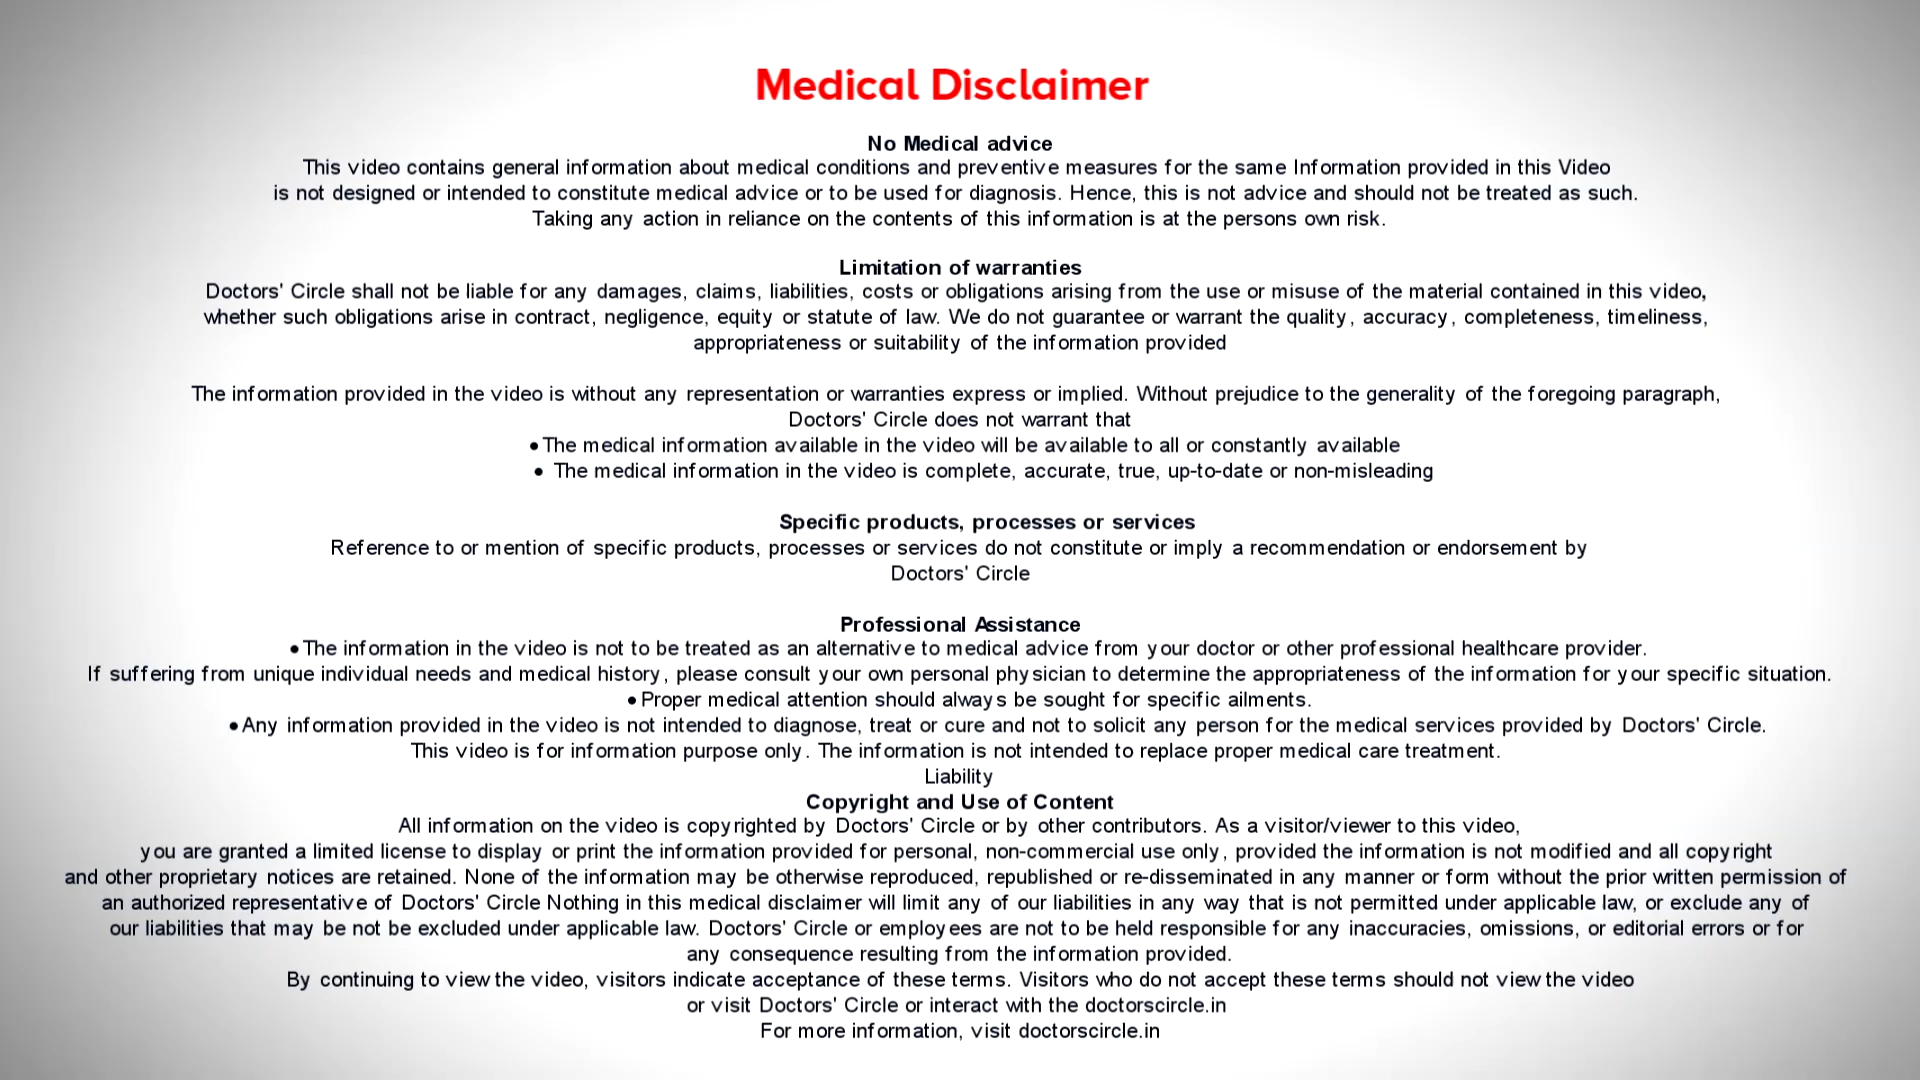 Medical Disclaimer
No Medical advice
This video contains general information about medical conditions and preventive measures for the same Information provided in this Video
is not designed or intended to constitute medical advice or to be used for diagnosis. Hence, this is not advice and should not be treated as such.
Taking any action in reliance on the contents of this information is at the persons own risk.
Limitation of warranties
Doctors' Circle shall not be liable for any damages, claims, liabilities, costs or obligations arising from the use or misuse of the material contained in this video,
whether such obligations arise in contract, negligence, equity or statute of law. We do not guarantee or warrant the quality, accuracy, completeness, timeliness,
appropriateness or suitability of the information provided
The information provided in the video is without any representation or warranties express or implied. Without prejudice to the generality of the foregoing paragraph,
Doctors' Circle does not warrant that
• The medical information available in the video will be available to all or constantly available
• The medical information in the video is complete, accurate, true, up-to-date or non-misleading
Specific products, processes or services
Reference to or mention of specific products, processes or services do not constitute or imply a recommendation or endorsement by
Doctors' Circle
Professional Assistance
• The information in the video is not to be treated as an alternative to medical advice from your doctor or other professional healthcare provider.
If suffering from unique individual needs and medical history, please consult your own personal physician to determine the appropriateness of the information for your specific situation.
• Proper medical attention should always be sought for specific ailments.
• Any information provided in the video is not intended to diagnose, treat or cure and not to solicit any person for the medical services provided by Doctors' Circle.
This video is for information purpose only. The information is not intended to replace proper medical care treatment.
Liability
Copyright and Use of Content
All information on the video is copyrighted by Doctors' Circle or by other contributors. As a visitor/viewer to this video,
you are granted a limited license to display or print the information provided for personal, non-commercial use only, provided the information is not modified and all copyright
and other proprietary notices are retained. None of the information may be otherwise reproduced, republished or re-disseminated in any manner or form without the prior written permission of
an authorized representative of Doctors' Circle Nothing in this medical disclaimer will limit any of our liabilities in any way that is not permitted under applicable law, or exclude any of
our liabilities that may be not be excluded under applicable law. Doctors' Circle or employees are not to be held responsible for any inaccuracies, omissions, or editorial errors or for
any consequence resulting from the information provided.
By continuing to view the video, visitors indicate acceptance of these terms. Visitors who do not accept these terms should not view the video
or visit Doctors' Circle or interact with the doctorscircle.in
For more information, visit doctorscircle.in